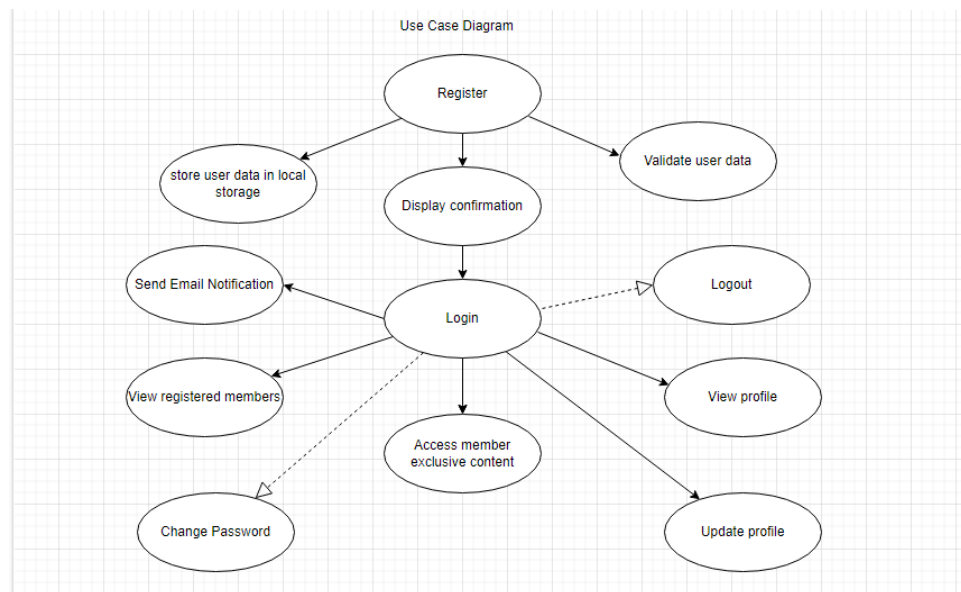 Use Case Diagram
Register
Validate user data
store user data in local
storage
Display confirmation
Send Email Notification
Logout
Login
View registered members
View profile
Access member
exclusive content
Change Password
Update profile